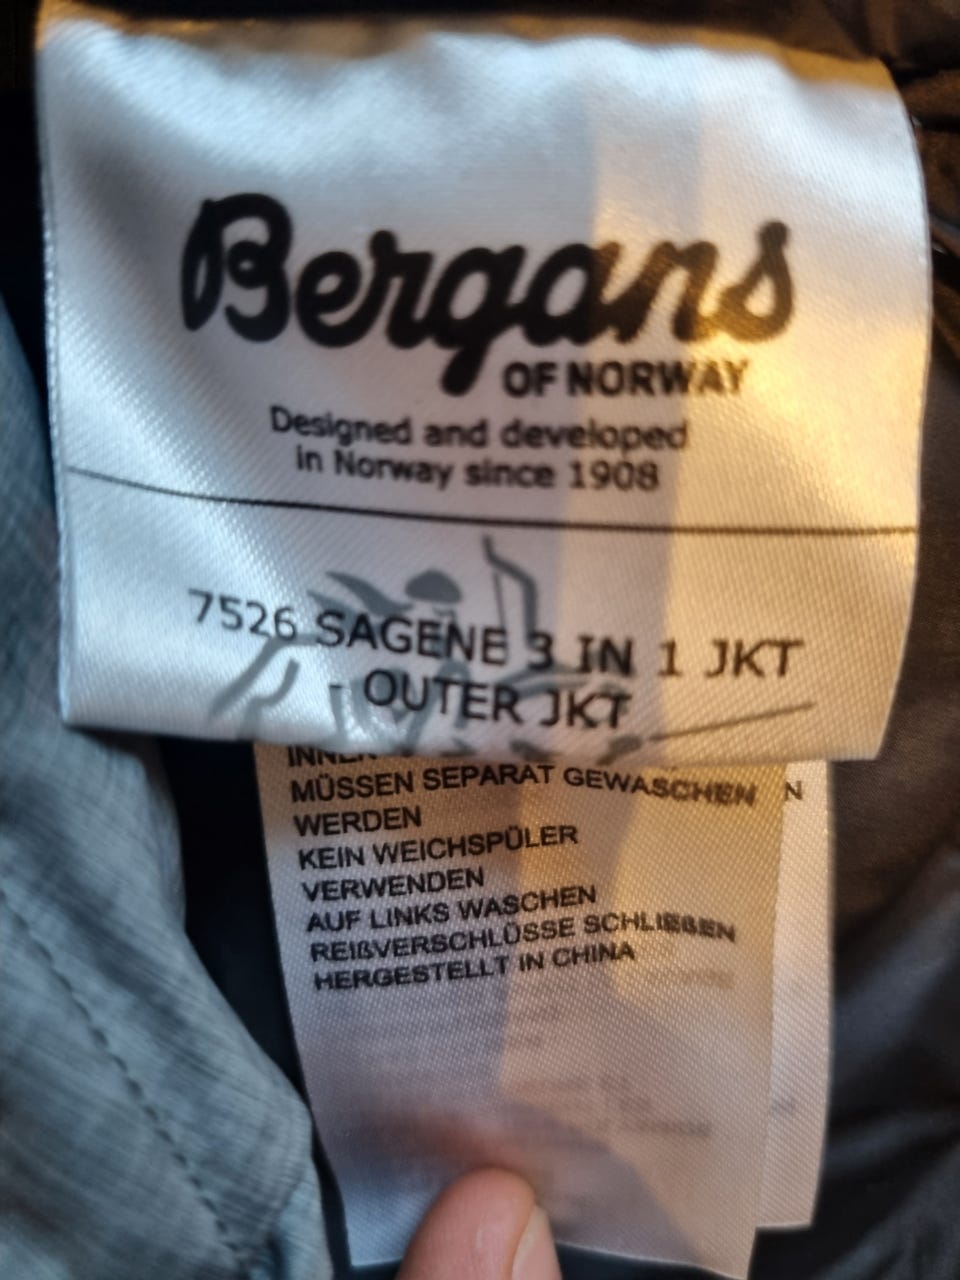 Bergans
OF NORWAY
Designed and developed
in Norway since 1908
7526 SAGENE 3 IN 1 JKT
- OUTER JKT
MÜSSEN SEPARAT GEWASCHEN
WERDEN
KEIN WEICHSPÜLER
VERWENDEN
AUF LINKS WASCHEN
REIßVERSCHLÜSSE SCHLIEßEN
HERGESTELLT IN CHINA
N